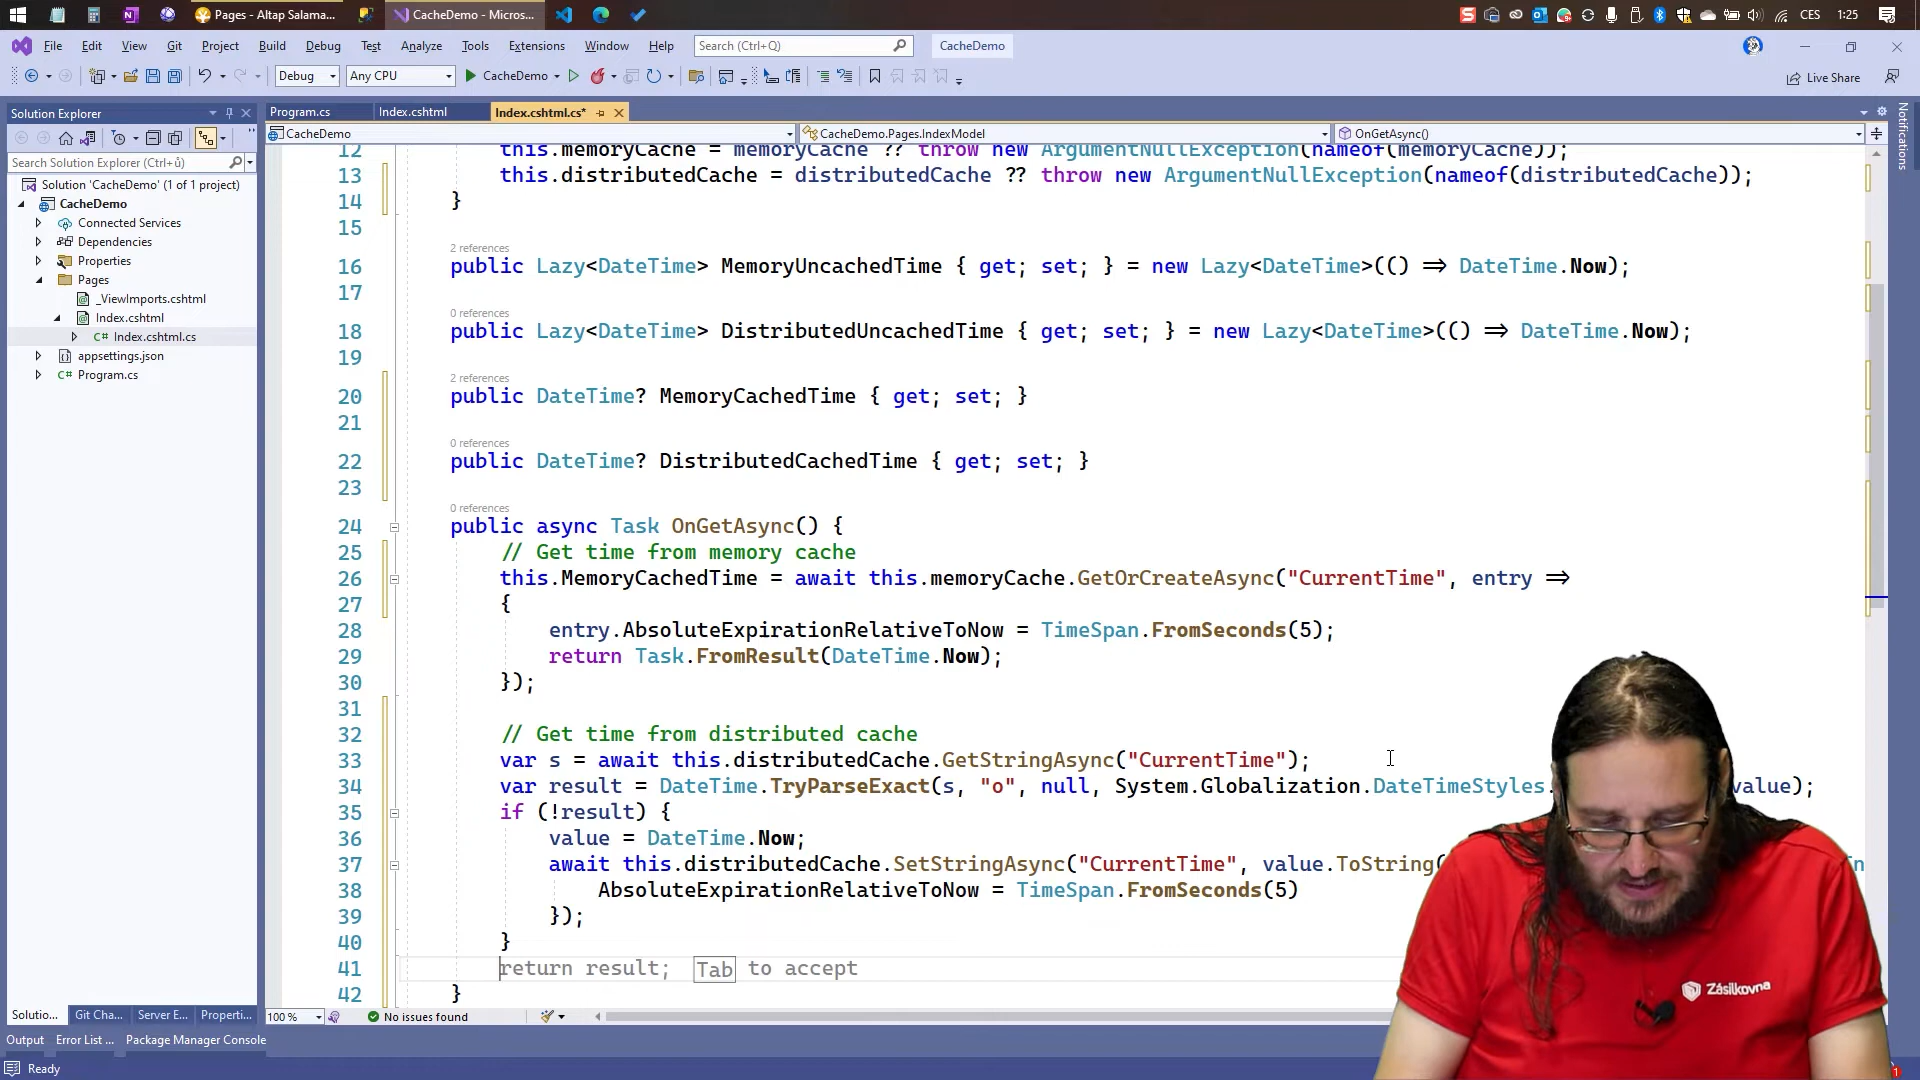 Pages - Altap Salama...
CacheDemo - Micros...
CES
1:25
File Edit View Git Project Build Debug Test Analyze Tools Extensions Window Help
Search (Ctrl+Q)
CacheDemo
Debug
Any CPU
CacheDemo
Live Share
Solution Explorer
Program.cs
Index.cshtml
Index.cshtml.cs*
Notifications
CacheDemo
CacheDemo.Pages.IndexModel
OnGetAsync()
Search Solution Explorer (Ctrl+ů)
Solution 'CacheDemo' (1 of 1 project)
CacheDemo
Connected Services
Dependencies
Properties
Pages
_ViewImports.cshtml
Index.cshtml
C# Index.cshtml.cs
appsettings.json
C# Program.cs
12 this.memoryCache = memoryCache ?? throw new ArgumentNullException(nameof(memoryCache));
13 this.distributedCache = distributedCache ?? throw new ArgumentNullException(nameof(distributedCache));
14 }
15
2 references
16 public Lazy<DateTime> MemoryUncachedTime { get; set; } = new Lazy<DateTime>(() => DateTime.Now);
17
0 references
18 public Lazy<DateTime> DistributedUncachedTime { get; set; } = new Lazy<DateTime>(() => DateTime.Now);
19
2 references
20 public DateTime? MemoryCachedTime { get; set; }
21
0 references
22 public DateTime? DistributedCachedTime { get; set; }
23
0 references
24 public async Task OnGetAsync() {
25 // Get time from memory cache
26 this.MemoryCachedTime = await this.memoryCache.GetOrCreateAsync("CurrentTime", entry =>
27 {
28 entry.AbsoluteExpirationRelativeToNow = TimeSpan.FromSeconds(5);
29 return Task.FromResult(DateTime.Now);
30 });
31
32 // Get time from distributed cache
33 var s = await this.distributedCache.GetStringAsync("CurrentTime");
34 var result = DateTime.TryParseExact(s, "o", null, System.Globalization.DateTimeStyles. value);
35 if (!result) {
36 value = DateTime.Now;
37 await this.distributedCache.SetStringAsync("CurrentTime", value.ToString(
38 AbsoluteExpirationRelativeToNow = TimeSpan.FromSeconds(5)
39 });
40 }
41 return result; Tab to accept
42 }
Zásilkovna
Solutio... Git Cha... Server E... Properti...
100 %
No issues found
Output Error List ... Package Manager Console
Ready
1